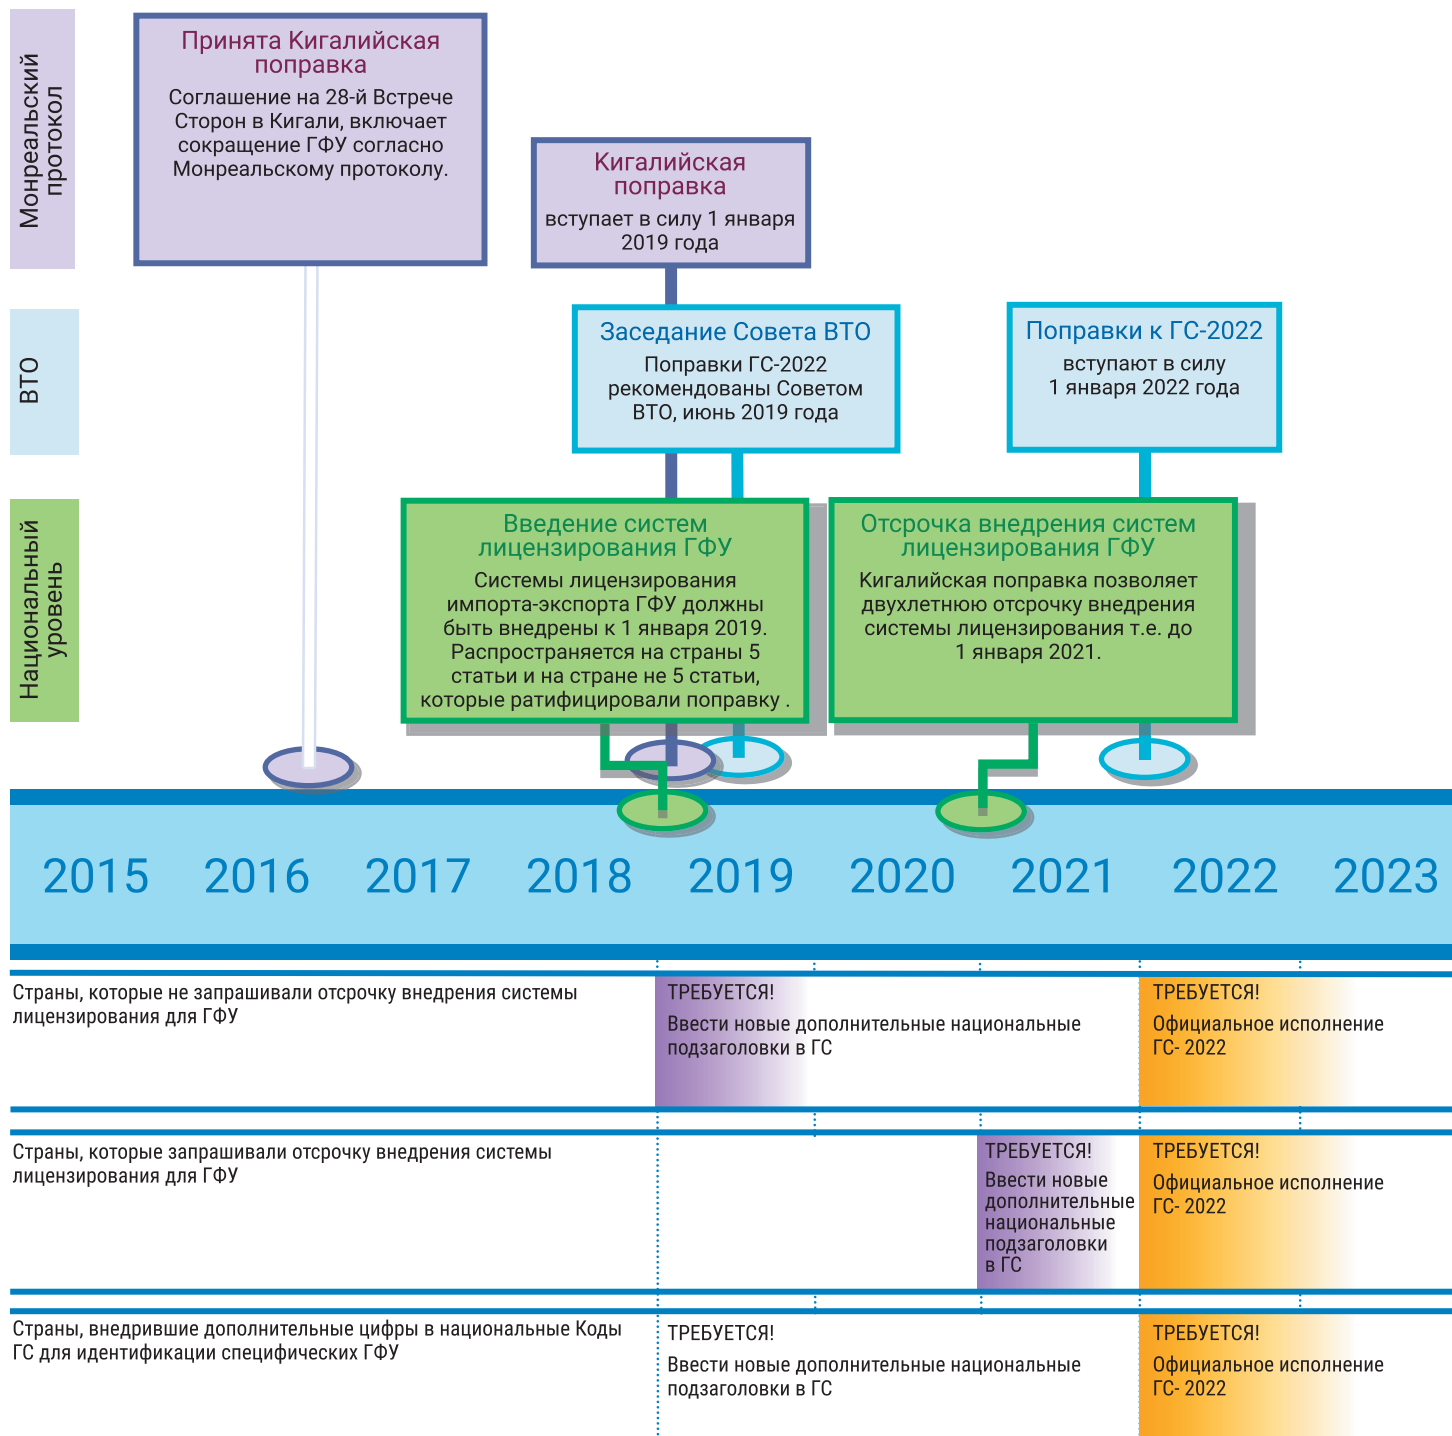 Монреальский
протокол
Принята Кигалийская
поправка
Соглашение на 28-й Встрече
Сторон в Кигали, включает
сокращение ГФУ согласно
Монреальскому протоколу.
Кигалийская
поправка
вступает в силу 1 января
2019 года
ВТО
Заседание Совета ВТО
Поправки ГС-2022
рекомендованы Советом
ВТО, июнь 2019 года
Поправки к ГС-2022
вступают в силу
1 января 2022 года
Национальный
уровень
Введение систем
лицензирования ГФУ
Системы лицензирования
импорта-экспорта ГФУ должны
быть внедрены к 1 января 2019.
Распространяется на страны 5
статьи и на стране не 5 статьи,
которые ратифицировали поправку .
Отсрочка внедрения систем
лицензирования ГФУ
Кигалийская поправка позволяет
двухлетнюю отсрочку внедрения
системы лицензирования т.е. до
1 января 2021.
2015 2016 2017 2018 2019 2020 2021 2022 2023
Страны, которые не запрашивали отсрочку внедрения системы
лицензирования для ГФУ
ТРЕБУЕТСЯ!
Ввести новые дополнительные национальные
подзаголовки в ГС
ТРЕБУЕТСЯ!
Официальное исполнение
ГС- 2022
Страны, которые запрашивали отсрочку внедрения системы
лицензирования для ГФУ
ТРЕБУЕТСЯ!
Ввести новые
дополнительные
национальные
подзаголовки
в ГС
ТРЕБУЕТСЯ!
Официальное исполнение
ГС- 2022
Страны, внедрившие дополнительные цифры в национальные Коды
ГС для идентификации специфических ГФУ
ТРЕБУЕТСЯ!
Ввести новые дополнительные национальные
подзаголовки в ГС
ТРЕБУЕТСЯ!
Официальное исполнение
ГС- 2022